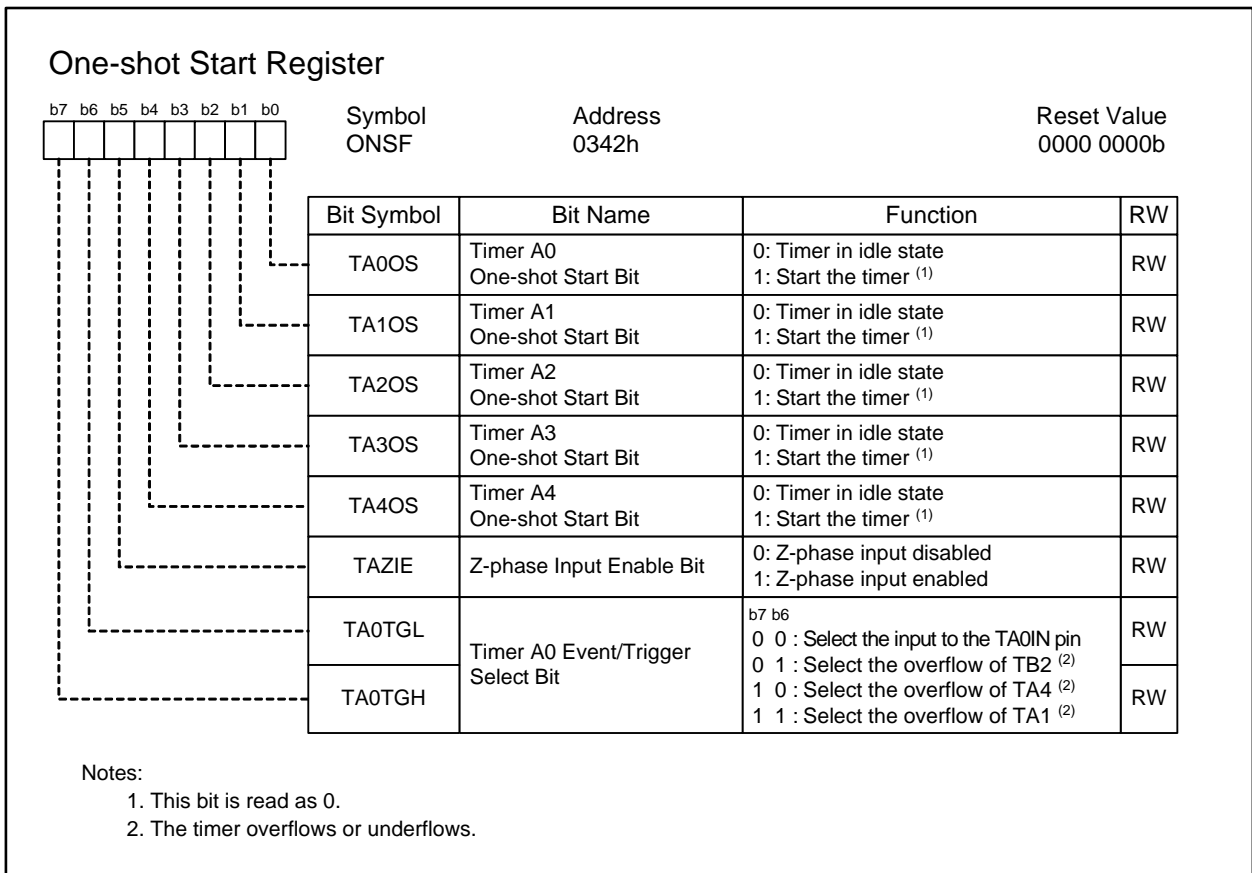 One-shot Start Register
b7 b6 b5 b4 b3 b2 b1 b0
Symbol Address Reset Value
ONSF 0342h 0000 0000b
Bit Symbol Bit Name Function RW
TA0OS Timer A0 One-shot Start Bit 0: Timer in idle state RW
1: Start the timer (1)
TA1OS Timer A1 One-shot Start Bit 0: Timer in idle state RW
1: Start the timer (1)
TA2OS Timer A2 One-shot Start Bit 0: Timer in idle state RW
1: Start the timer (1)
TA3OS Timer A3 One-shot Start Bit 0: Timer in idle state RW
1: Start the timer (1)
TA4OS Timer A4 One-shot Start Bit 0: Timer in idle state RW
1: Start the timer (1)
TAZIE Z-phase Input Enable Bit 0: Z-phase input disabled RW
1: Z-phase input enabled
TA0TGL Timer A0 Event/Trigger Select Bit b7 b6 RW
0 0 : Select the input to the TA0IN pin
0 1 : Select the overflow of TB2 (2)
TA0TGH 1 0 : Select the overflow of TA4 (2) RW
1 1 : Select the overflow of TA1 (2)
Notes:
1. This bit is read as 0.
2. The timer overflows or underflows.